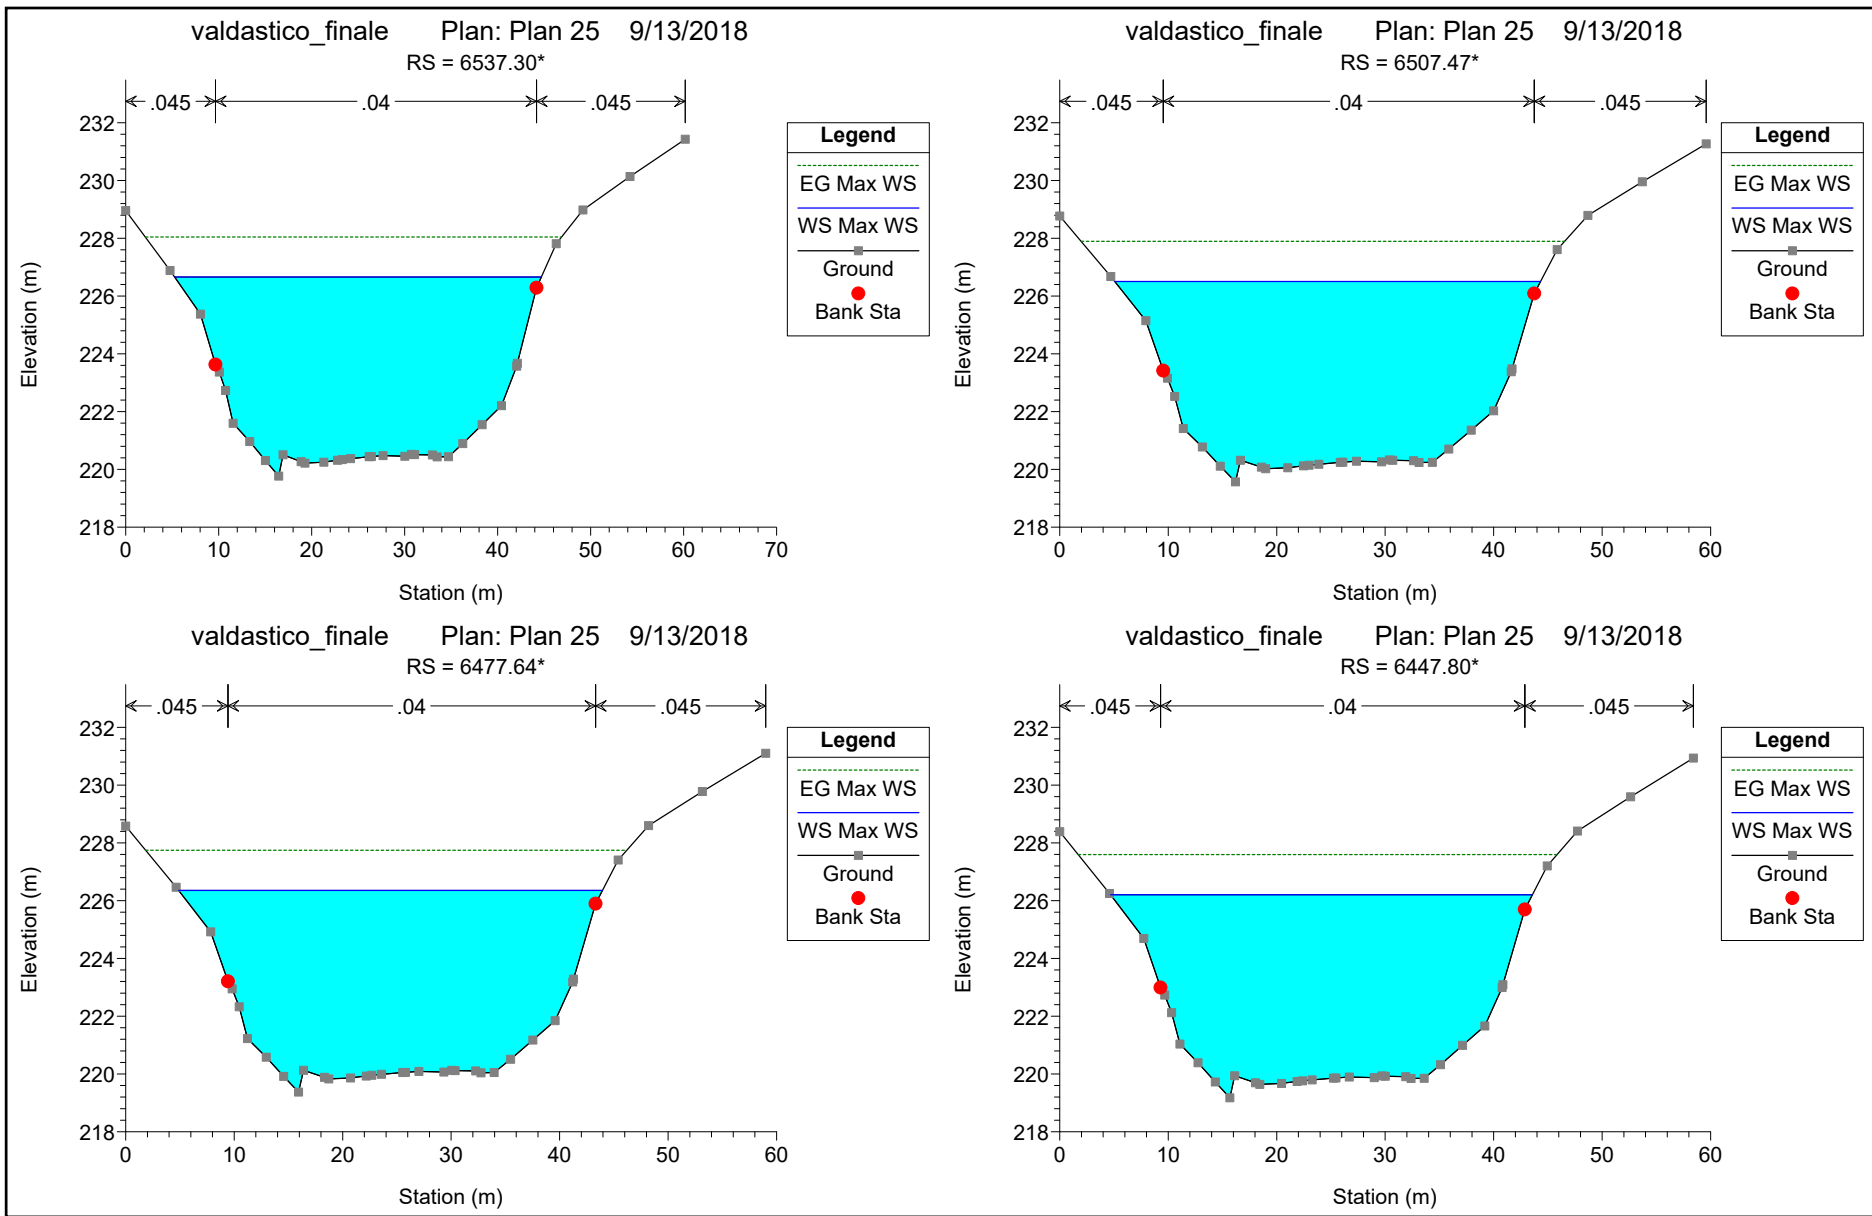 valdastico_finale Plan: Plan 25 9/13/2018
RS = 6537.30*
.045 .04 .045
232
230
228
226
224
222
220
218
0 10 20 30 40 50 60 70
Elevation (m)
Station (m)
Legend
EG Max WS
WS Max WS
Ground
Bank Sta
valdastico_finale Plan: Plan 25 9/13/2018
RS = 6507.47*
.045 .04 .045
232
230
228
226
224
222
220
218
0 10 20 30 40 50 60
Elevation (m)
Station (m)
Legend
EG Max WS
WS Max WS
Ground
Bank Sta
valdastico_finale Plan: Plan 25 9/13/2018
RS = 6477.64*
.045 .04 .045
232
230
228
226
224
222
220
218
0 10 20 30 40 50 60
Elevation (m)
Station (m)
Legend
EG Max WS
WS Max WS
Ground
Bank Sta
valdastico_finale Plan: Plan 25 9/13/2018
RS = 6447.80*
.045 .04 .045
232
230
228
226
224
222
220
218
0 10 20 30 40 50 60
Elevation (m)
Station (m)
Legend
EG Max WS
WS Max WS
Ground
Bank Sta